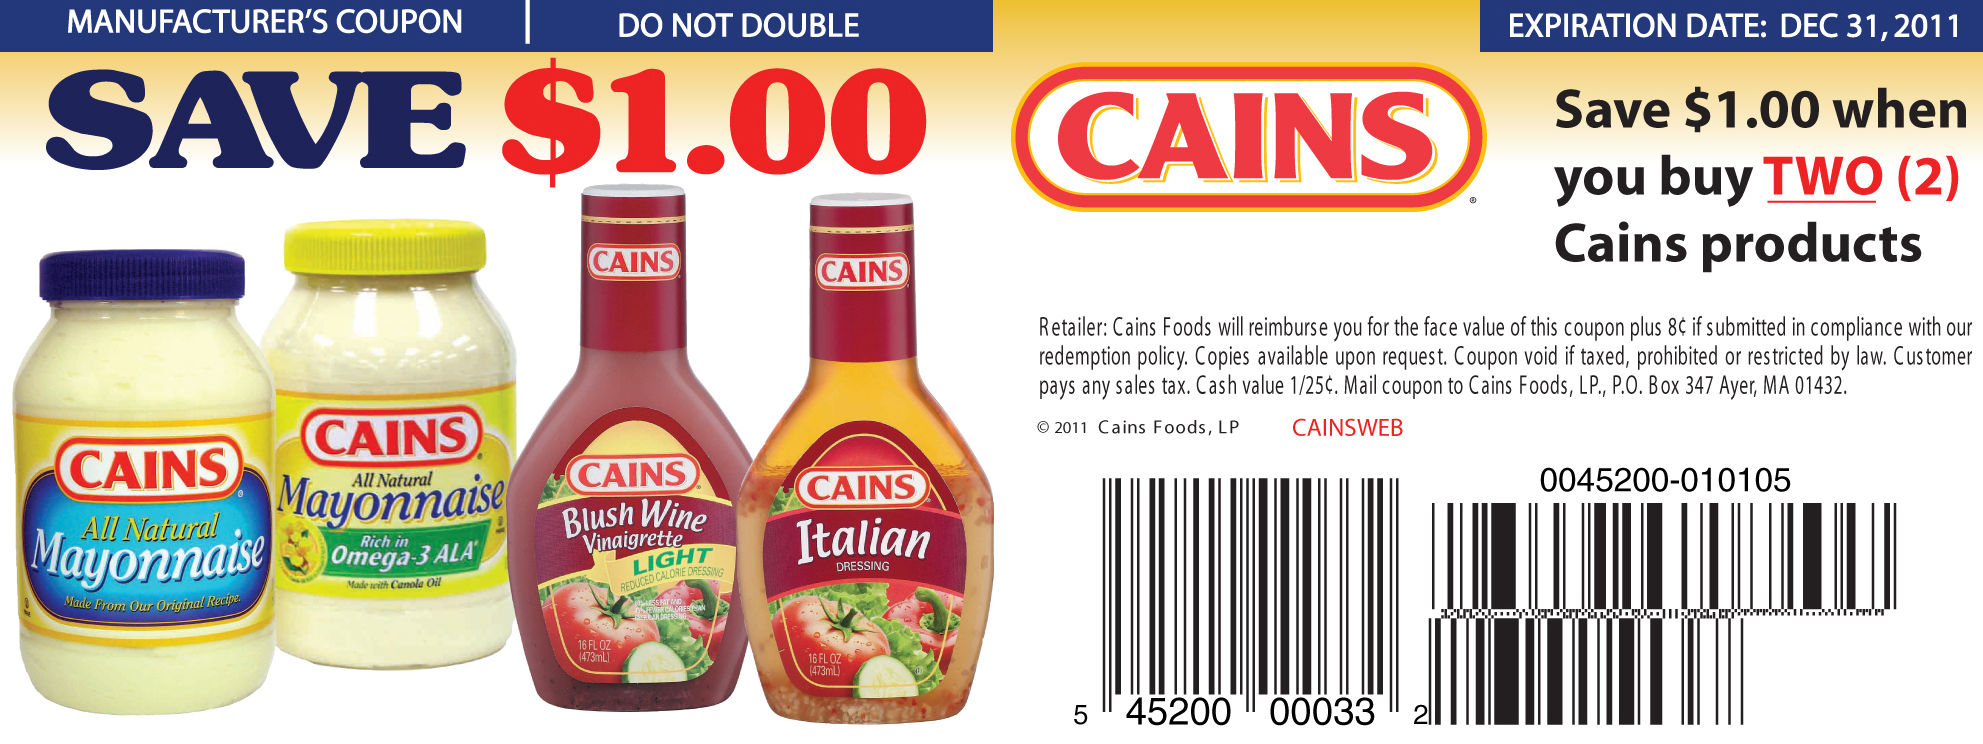 MANUFACTURER'S COUPON
DO NOT DOUBLE
EXPIRATION DATE: DEC 31, 2011
SAVE $1.00
CAINS
®
Save $1.00 when
you buy TWO (2)
Cains products
CAINS
All Natural
Mayonnaise
Made From Our Original Recipe.
CAINS
All Natural
Mayonnaise
Rich in
Omega-3 ALA
Made with Canola Oil
CAINS
CAINS
Blush Wine
Vinaigrette
LIGHT
REDUCED CALORIE DRESSING
16 FL OZ
(473mL)
CAINS
CAINS
Italian
DRESSING
16 FL OZ
(473mL)
Retailer: Cains Foods will reimburse you for the face value of this coupon plus 8¢ if submitted in compliance with our
redemption policy. Copies available upon request. Coupon void if taxed, prohibited or restricted by law. Customer
pays any sales tax. Cash value 1/25¢. Mail coupon to Cains Foods, LP., P.O. Box 347 Ayer, MA 01432.
© 2011 Cains Foods, LP CAINSWEB
0045200-010105
5 45200 00033 2